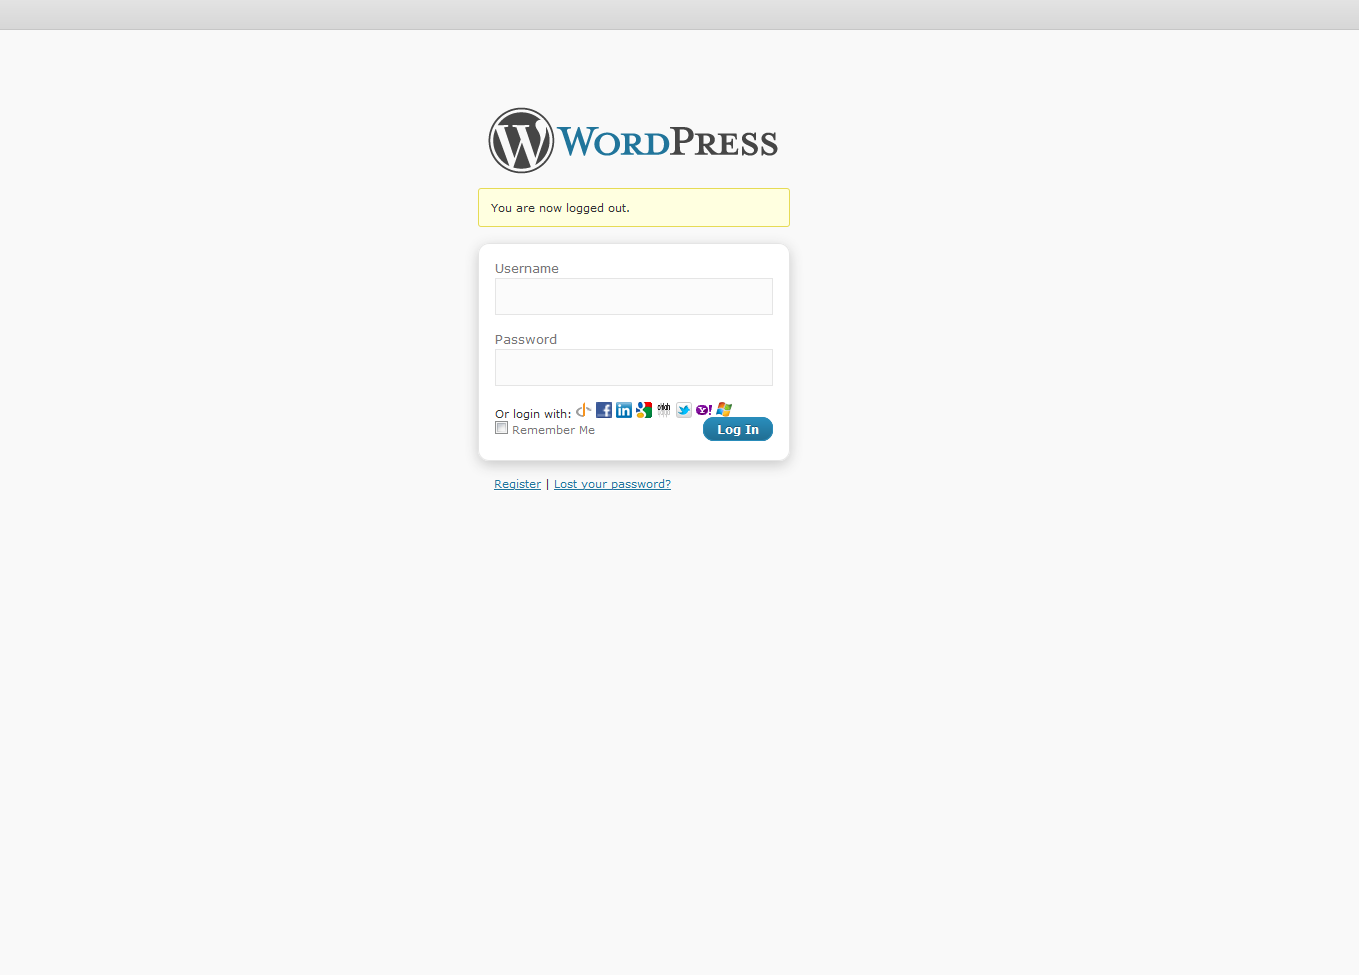 WORDPRESS
You are now logged out.
Username
Password
Or login with:
Remember Me
Log In
Register | Lost your password?